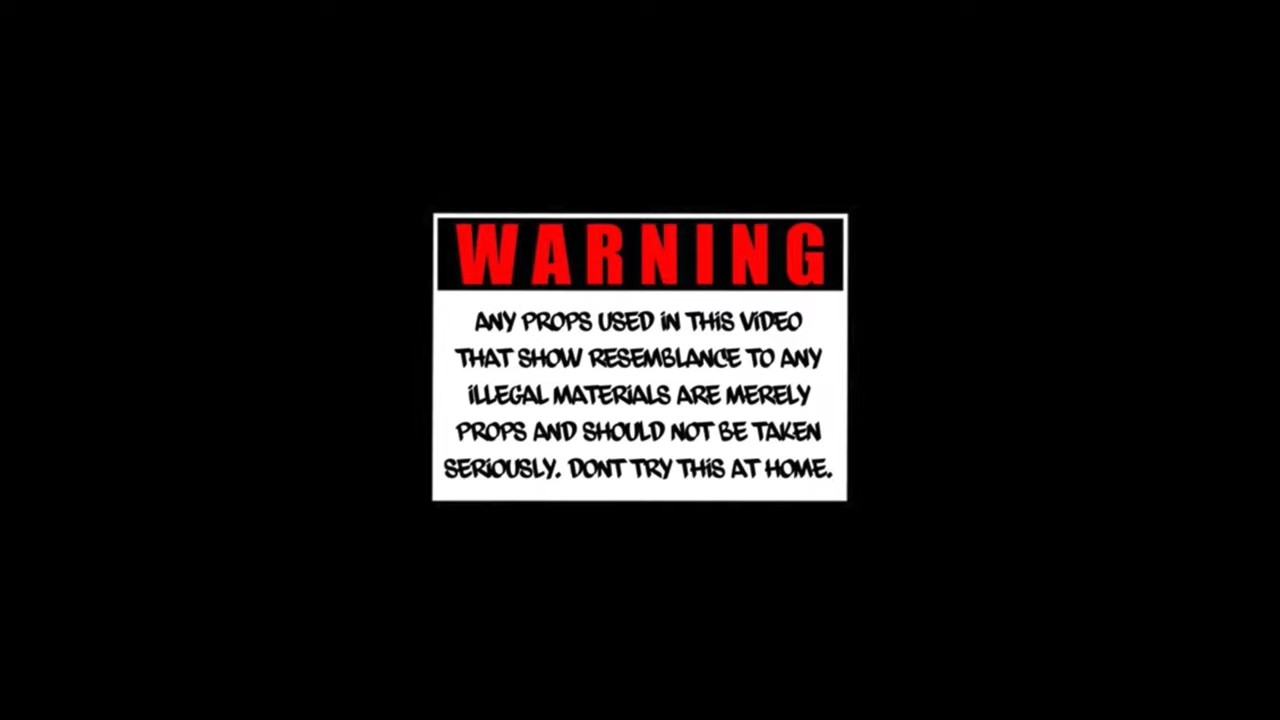 WARNING
ANY PROPS USED IN THIS VIDEO
THAT SHOW RESEMBLANCE TO ANY
ILLEGAL MATERIALS ARE MERELY
PROPS AND SHOULD NOT BE TAKEN
SERIOUSLY. DONT TRY THIS AT HOME.